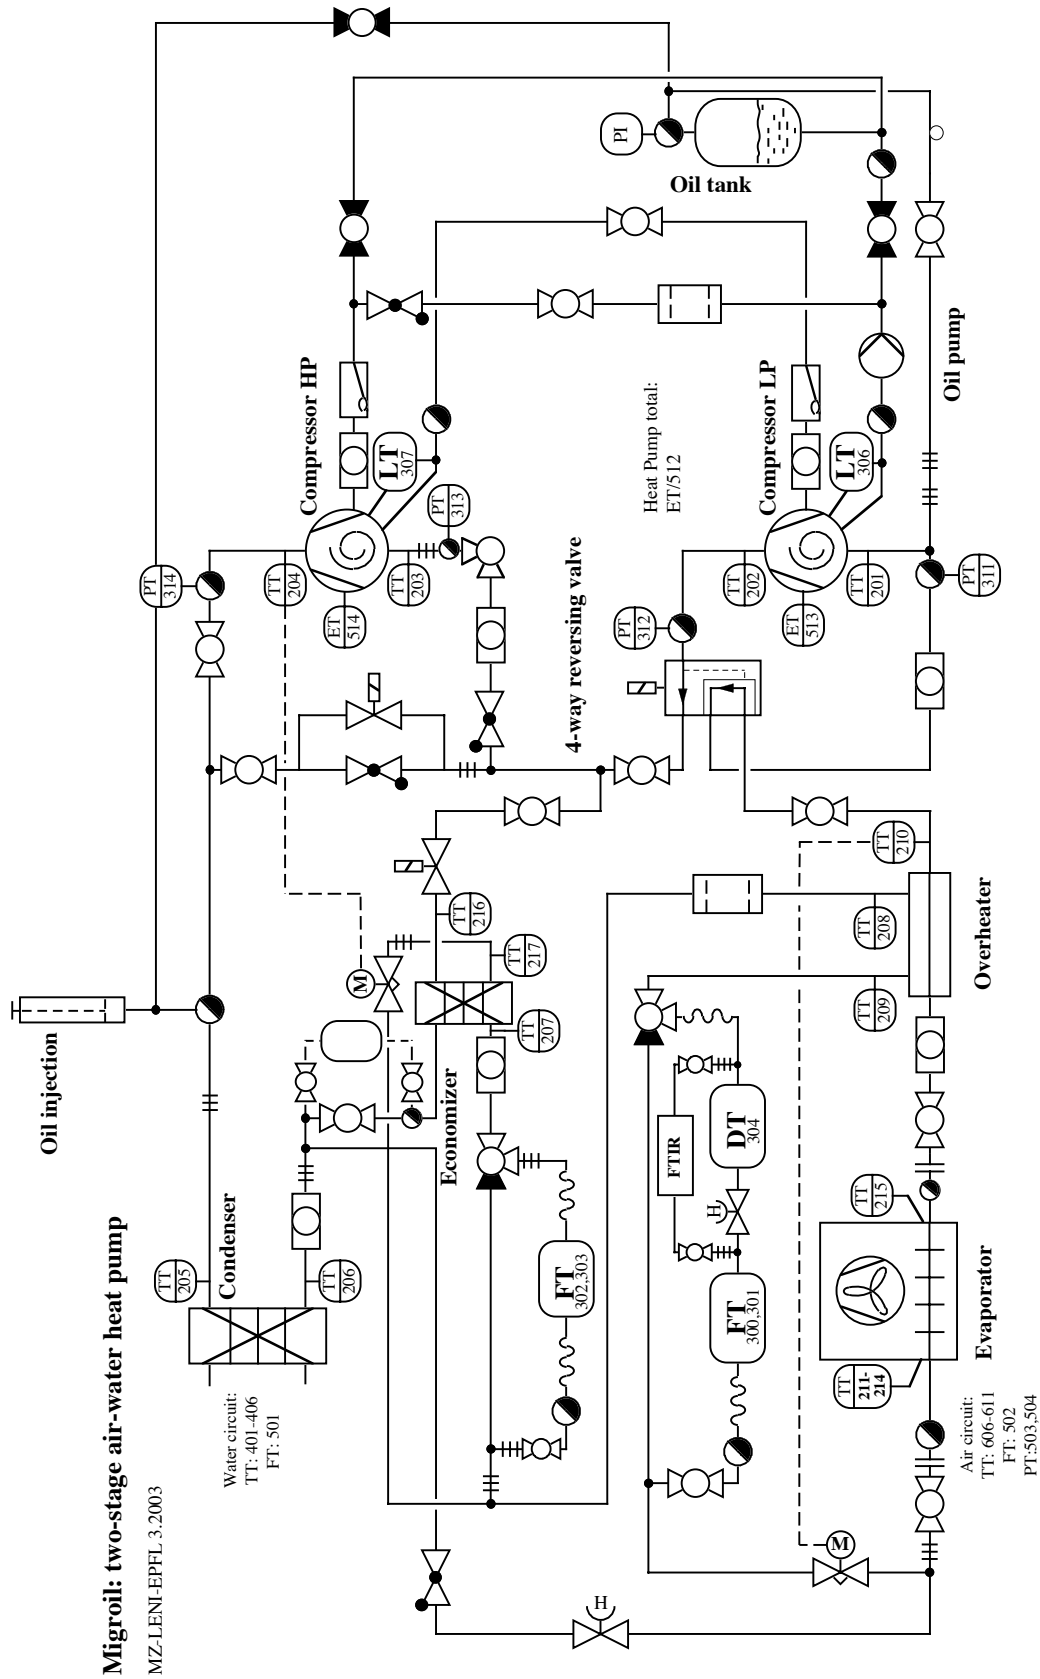 Migroil: two-stage air-water heat pump
MZ-LENI-EPFL 3.2003
Oil injection
PT
314
TT
205
Condenser
TT
206
Water circuit:
TT: 401-406
FT: 501
TT
204
ET
514
Compressor HP
LT
307
TT
203
PT
313
M
TT
216
TT
217
TT
207
Economizer
FT
302,303
4-way reversing valve
Heat Pump total:
ET/512
PI
Oil tank
PT
312
TT
202
ET
513
Compressor LP
LT
306
TT
201
PT
311
Oil pump
TT
210
TT
208
TT
209
Overheater
FTIR
DT
304
H
FT
300,301
TT
215
TT
211-
214
Evaporator
Air circuit:
TT: 606-611
FT: 502
PT:503,504
M
H